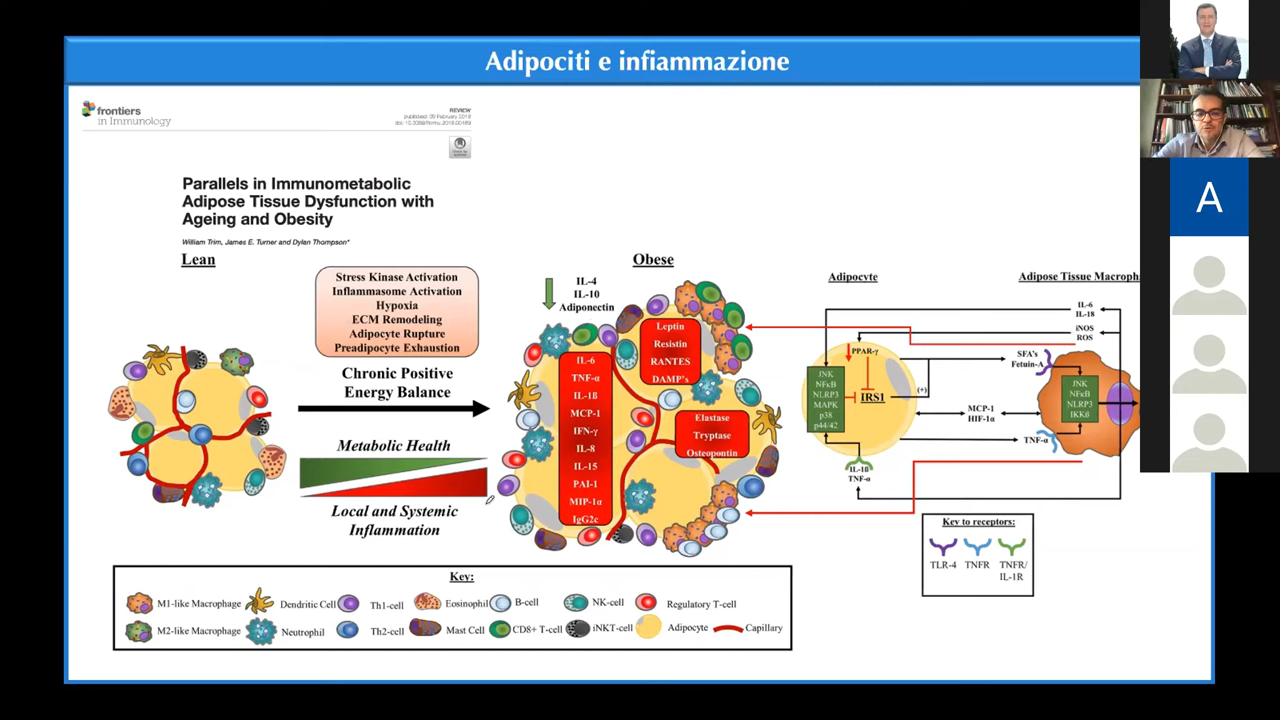 Adipociti e infiammazione
frontiers
in Immunology
REVIEW
Parallels in Immunometabolic
Adipose Tissue Dysfunction with
Ageing and Obesity
William Trim, James E. Turner and Dylan Thompson*
Lean
Stress Kinase Activation
Inflammasome Activation
Hypoxia
ECM Remodeling
Adipocyte Rupture
Preadipocyte Exhaustion
Chronic Positive
Energy Balance
Metabolic Health
Local and Systemic
Inflammation
Obese
IL-4
IL-10
Adiponectin
IL-6
TNF-α
IL-1ß
MCP-1
IFN-γ
IL-8
IL-15
PAI-1
MIP-1α
IgG2c
Leptin
Resistin
RANTES
DAMP's
Elastase
Tryptase
Osteopontin
Adipocyte
Adipose Tissue Macroph
IL-6
IL-18
iNOS
ROS
PPAR-γ
JNK
NFκB
NLRP3
MAPK
p38
p44/42
IRS1
(+)
SFA's
Fetuin-A
MCP-1
HIF-1α
TNF-α
JNK
NFκB
NLRP3
IKKß
IL-1ß
TNF-α
Key to receptors:
TLR-4
TNFR
TNFR/
IL-1R
Key:
M1-like Macrophage
Dendritic Cell
Th1-cell
Eosinophil
B-cell
NK-cell
Regulatory T-cell
M2-like Macrophage
Neutrophil
Th2-cell
Mast Cell
CD8+ T-cell
iNKT-cell
Adipocyte
Capillary
A